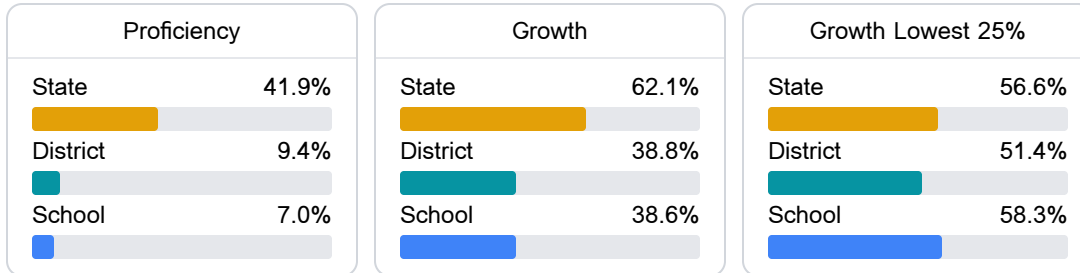 Proficiency
State 41.9%
District 9.4%
School 7.0%
Growth
State 62.1%
District 38.8%
School 38.6%
Growth Lowest 25%
State 56.6%
District 51.4%
School 58.3%